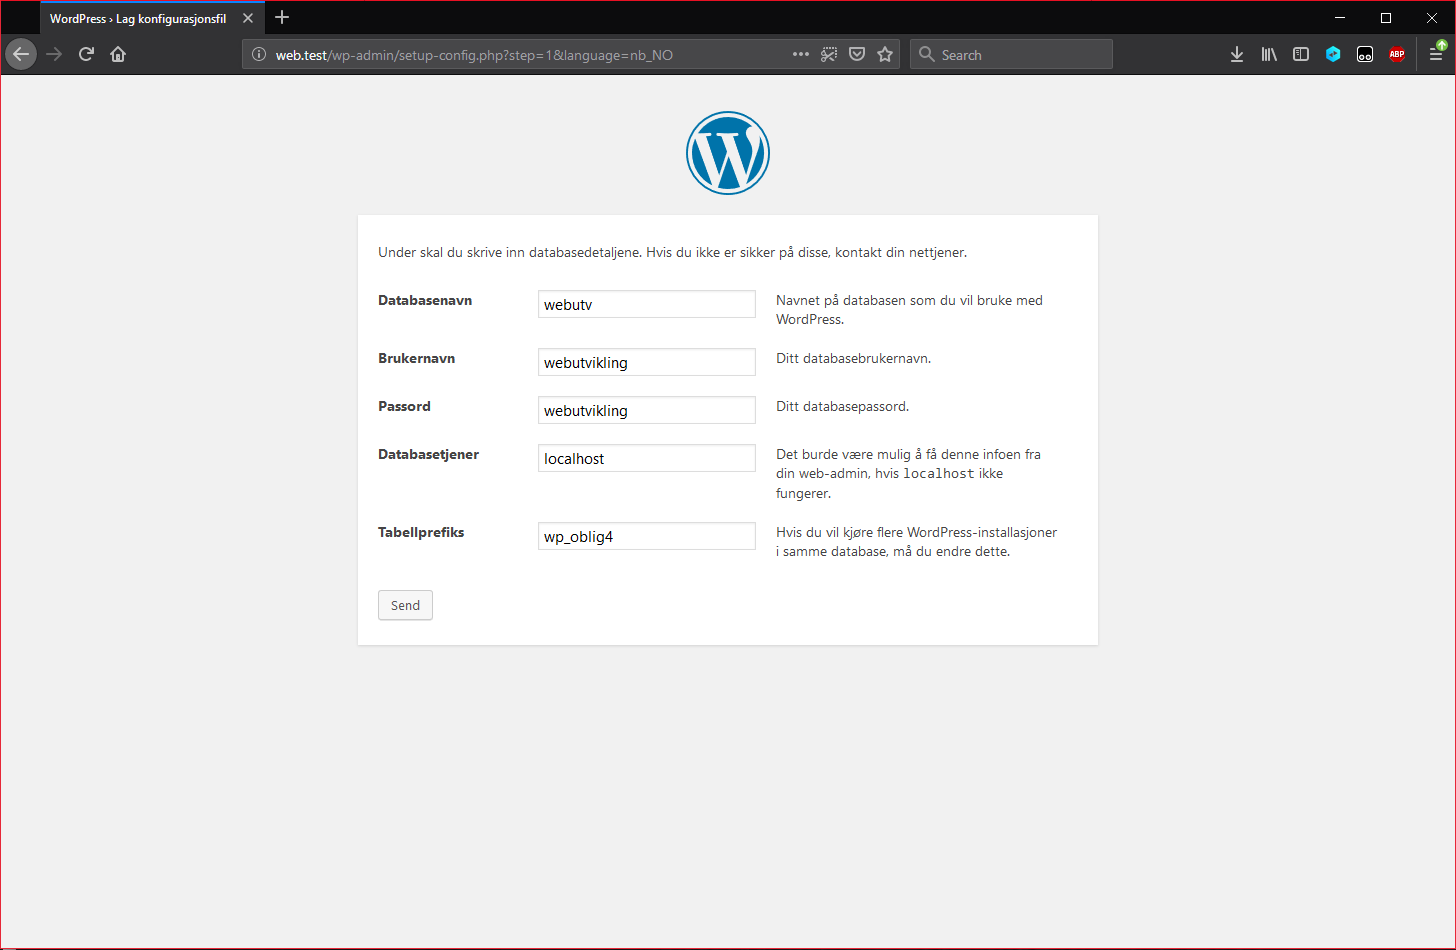 WordPress › Lag konfigurasjonsfil
web.test/wp-admin/setup-config.php?step=1&language=nb_NO
Search
ABP
W
Under skal du skrive inn databasedetaljene. Hvis du ikke er sikker på disse, kontakt din nettjener.
Databasenavn
webutv
Navnet på databasen som du vil bruke med
WordPress.
Brukernavn
webutvikling
Ditt databasebrukernavn.
Passord
webutvikling
Ditt databasepassord.
Databasetjener
localhost
Det burde være mulig å få denne infoen fra
din web-admin, hvis localhost ikke
fungerer.
Tabellprefiks
wp_oblig4
Hvis du vil kjøre flere WordPress-installasjoner
i samme database, må du endre dette.
Send